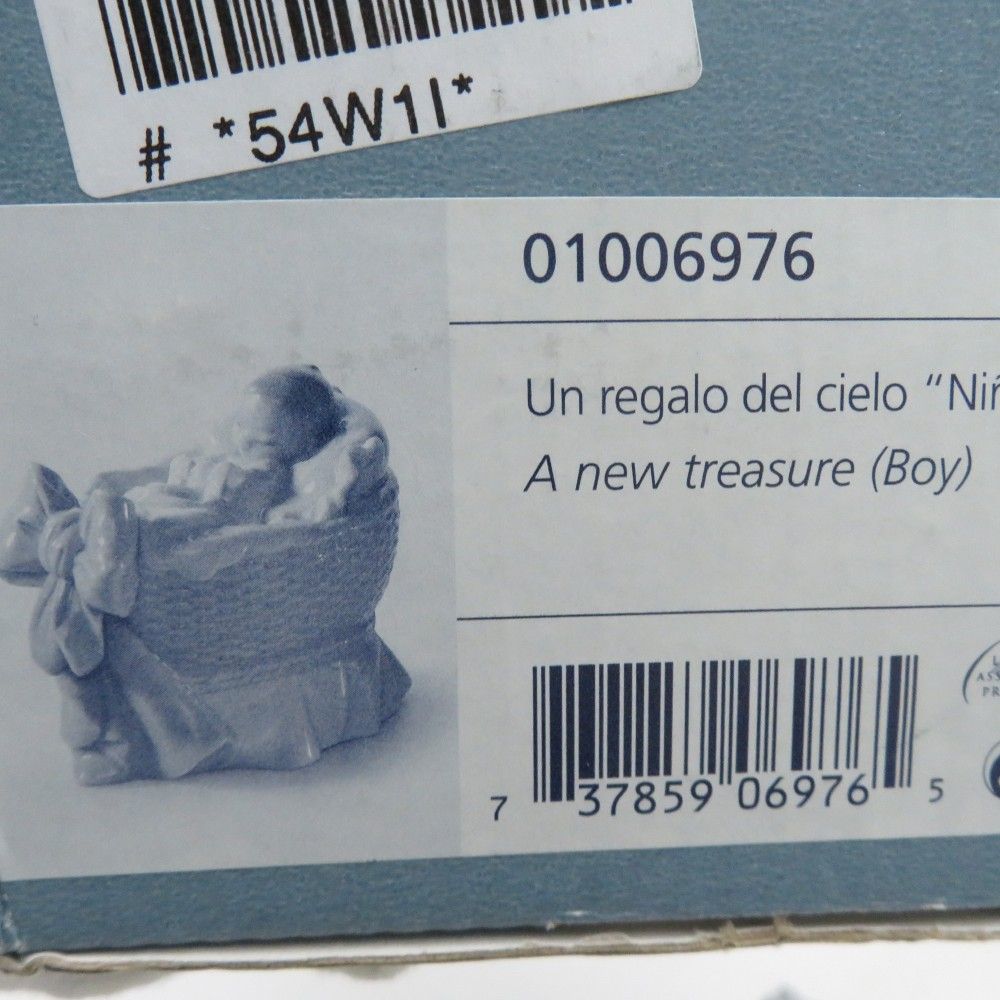 # *54W1I*
01006976
Un regalo del cielo “Niñ
A new treasure (Boy)
7 37859 06976 5